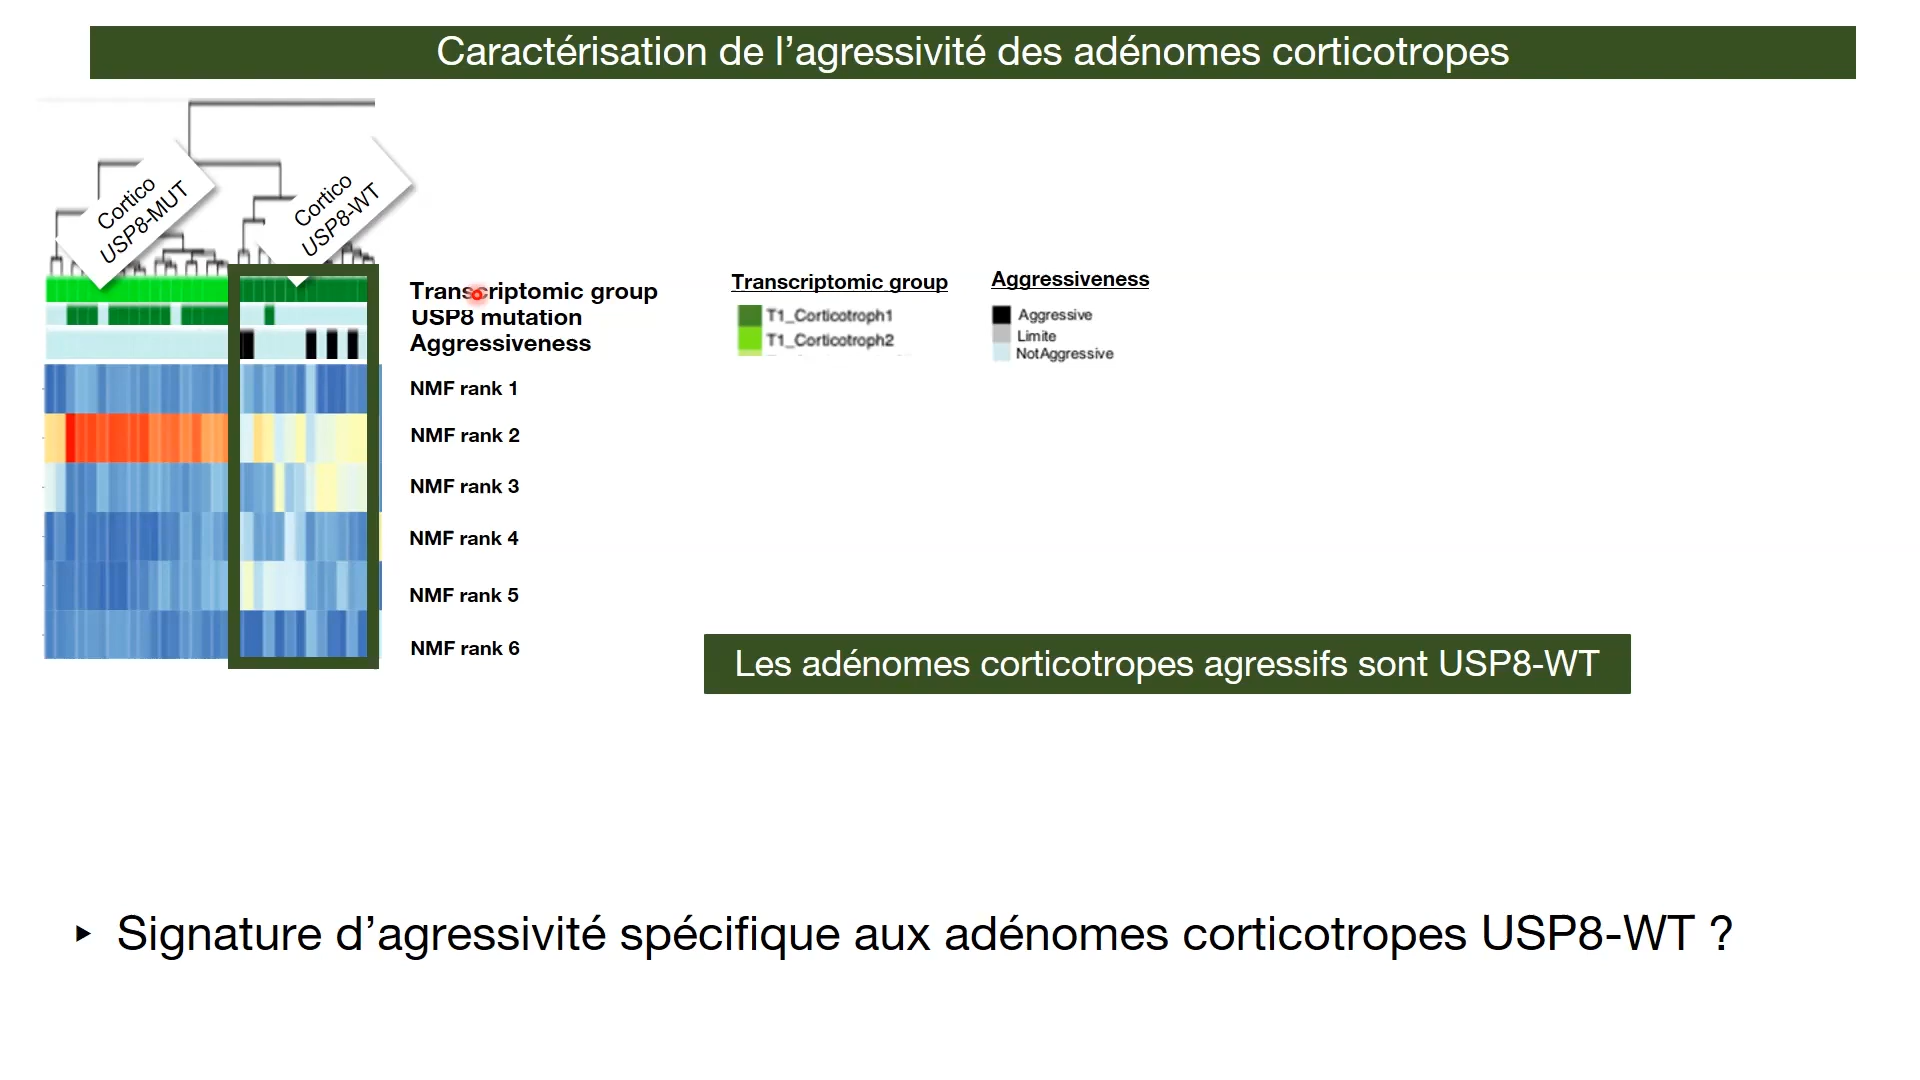 Caractérisation de l’agressivité des adénomes corticotropes
Cortico
USP8-MUT
Cortico
USP8-WT
Transcriptomic group
USP8 mutation
Aggressiveness
NMF rank 1
NMF rank 2
NMF rank 3
NMF rank 4
NMF rank 5
NMF rank 6
Transcriptomic group
T1_Corticotroph1
T1_Corticotroph2
Aggressiveness
Aggressive
Limite
NotAggressive
Les adénomes corticotropes agressifs sont USP8-WT
‣ Signature d’agressivité spécifique aux adénomes corticotropes USP8-WT ?